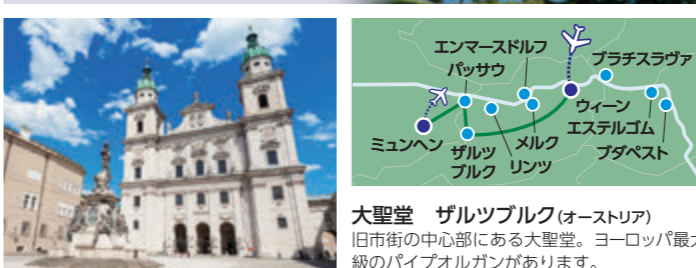 エンマースドルフ
パッサウ
ブラチスラヴァ
ミュンヘン
ザルツ
ブルク
リンツ
メルク
ウィーン
エステルゴム
ブダペスト
大聖堂 ザルツブルク(オーストリア)
旧市街の中心部にある大聖堂。ヨーロッパ最大
級のパイプオルガンがあります。